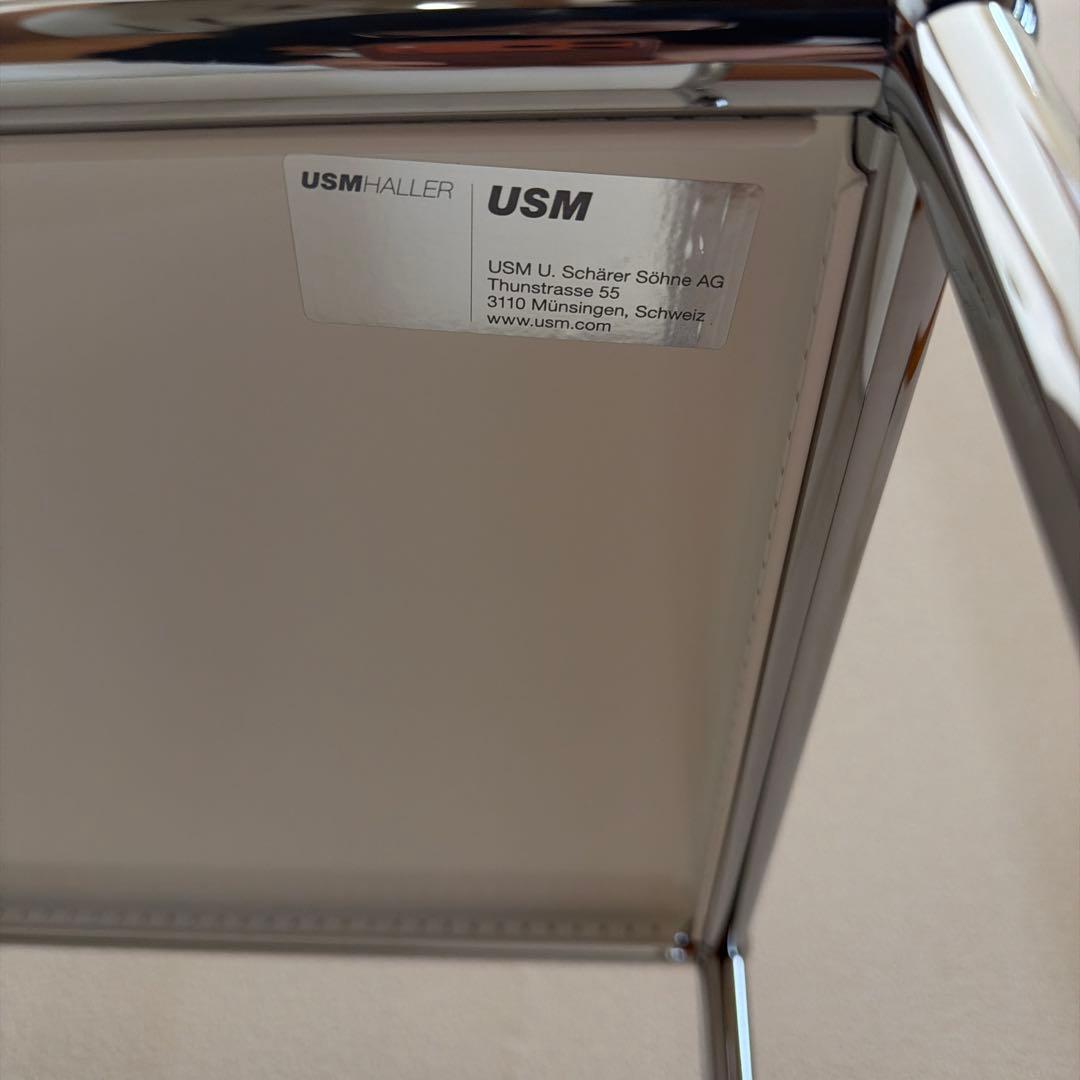 USMHALLER
USM
USM U. Schärer Söhne AG
Thunstrasse 55
3110 Münsingen, Schweiz
www.usm.com